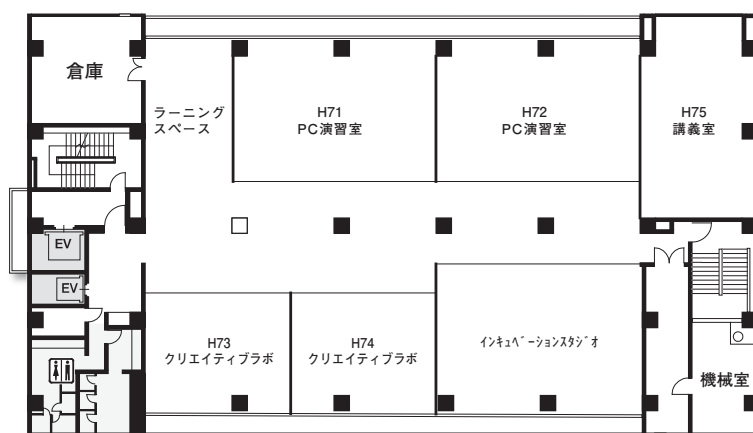 倉庫
ラーニング
スペース
H71
PC演習室
H72
PC演習室
H75
講義室
EV
EV
H73
クリエイティブラボ
H74
クリエイティブラボ
ｲﾝｷｭﾍﾞｰｼｮﾝｽﾀｼﾞｵ
機械室